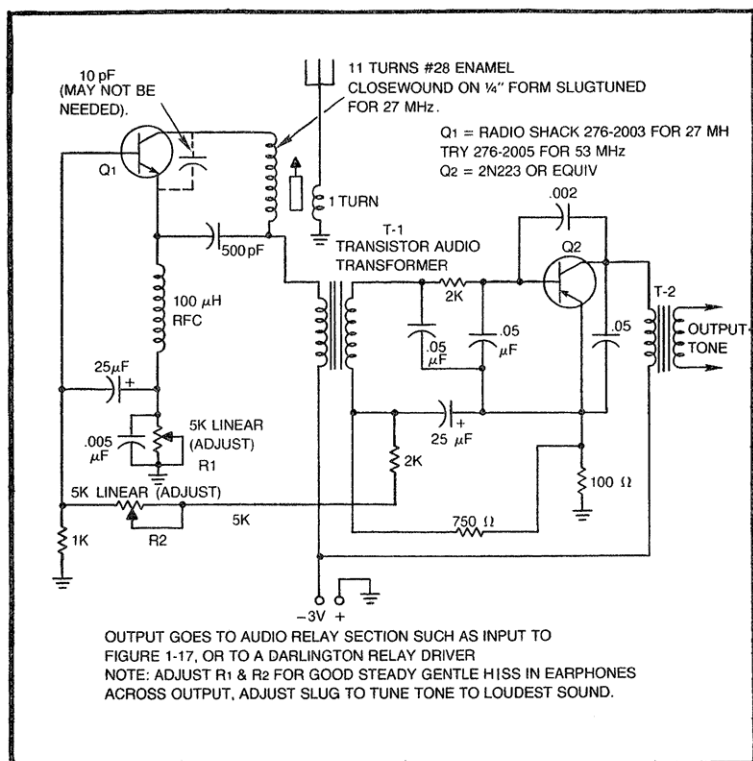 10 pF
(MAY NOT BE
NEEDED).
11 TURNS #28 ENAMEL
CLOSEWOUND ON ¼" FORM SLUGTUNED
FOR 27 MHz.
Q1 = RADIO SHACK 276-2003 FOR 27 MH
TRY 276-2005 FOR 53 MHz
Q2 = 2N223 OR EQUIV
Q1
1 TURN
.002
500 pF
T-1
TRANSISTOR AUDIO
TRANSFORMER
Q2
2K
T-2
100 μH
RFC
.05
μF
.05
μF
.05
OUTPUT
TONE
25μF
+
.005
μF
5K LINEAR
(ADJUST)
R1
25 μF
+
2K
100 Ω
5K LINEAR (ADJUST)
R2
5K
750 Ω
1K
−3V +
OUTPUT GOES TO AUDIO RELAY SECTION SUCH AS INPUT TO
FIGURE 1-17, OR TO A DARLINGTON RELAY DRIVER
NOTE: ADJUST R1 & R2 FOR GOOD STEADY GENTLE HISS IN EARPHONES
ACROSS OUTPUT, ADJUST SLUG TO TUNE TONE TO LOUDEST SOUND.